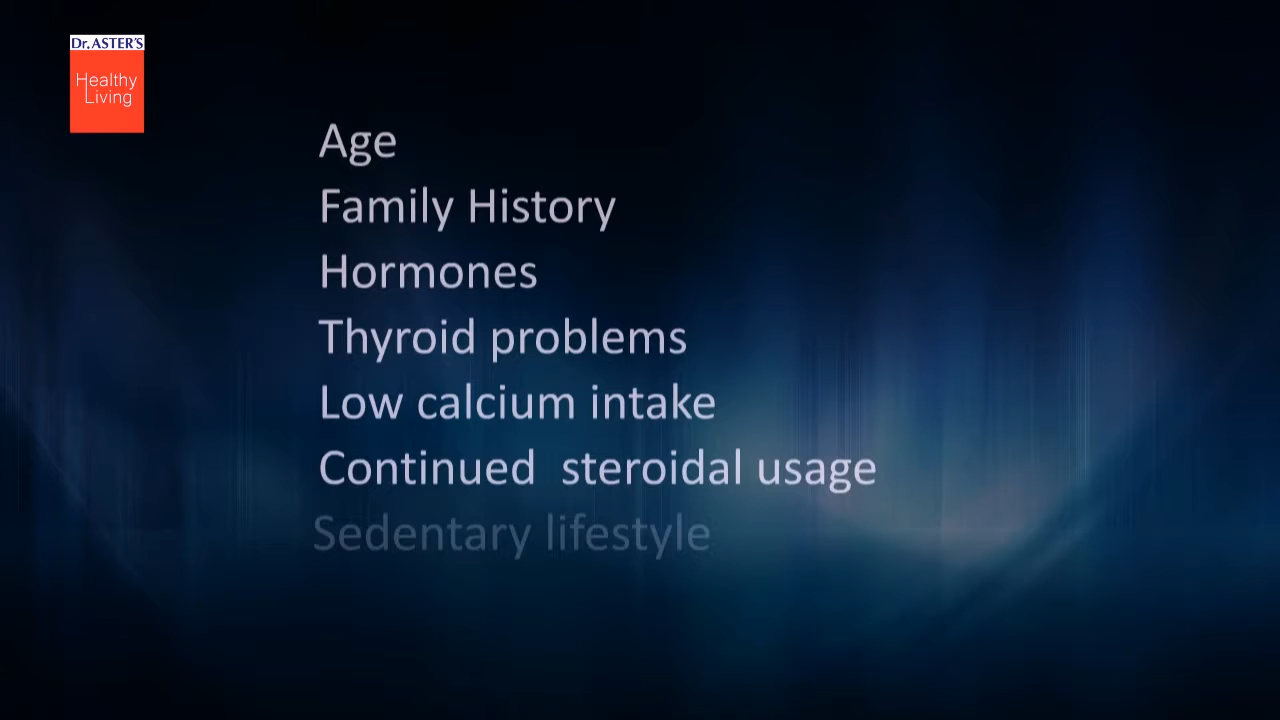 Dr. ASTER'S
Healthy
Living
Age
Family History
Hormones
Thyroid problems
Low calcium intake
Continued  steroidal usage
Sedentary lifestyle